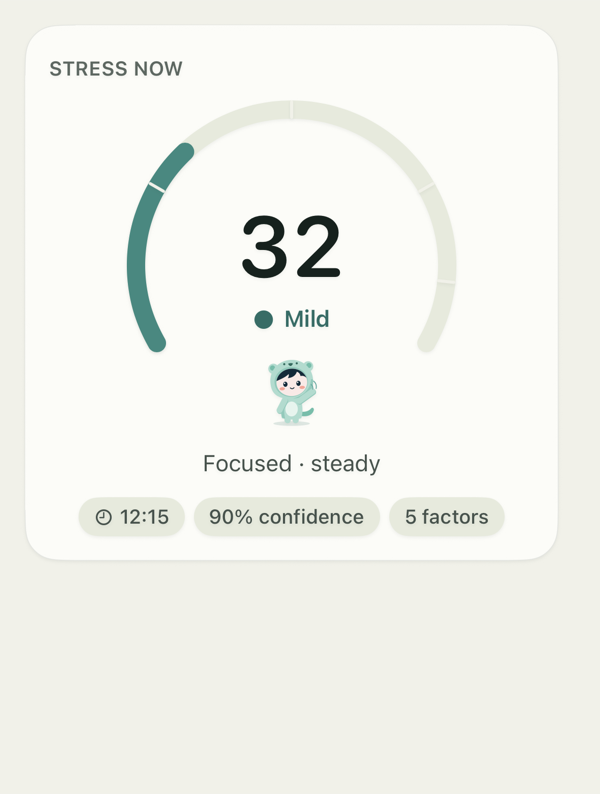 STRESS NOW
32
Mild
Focused · steady
12:15
90% confidence
5 factors